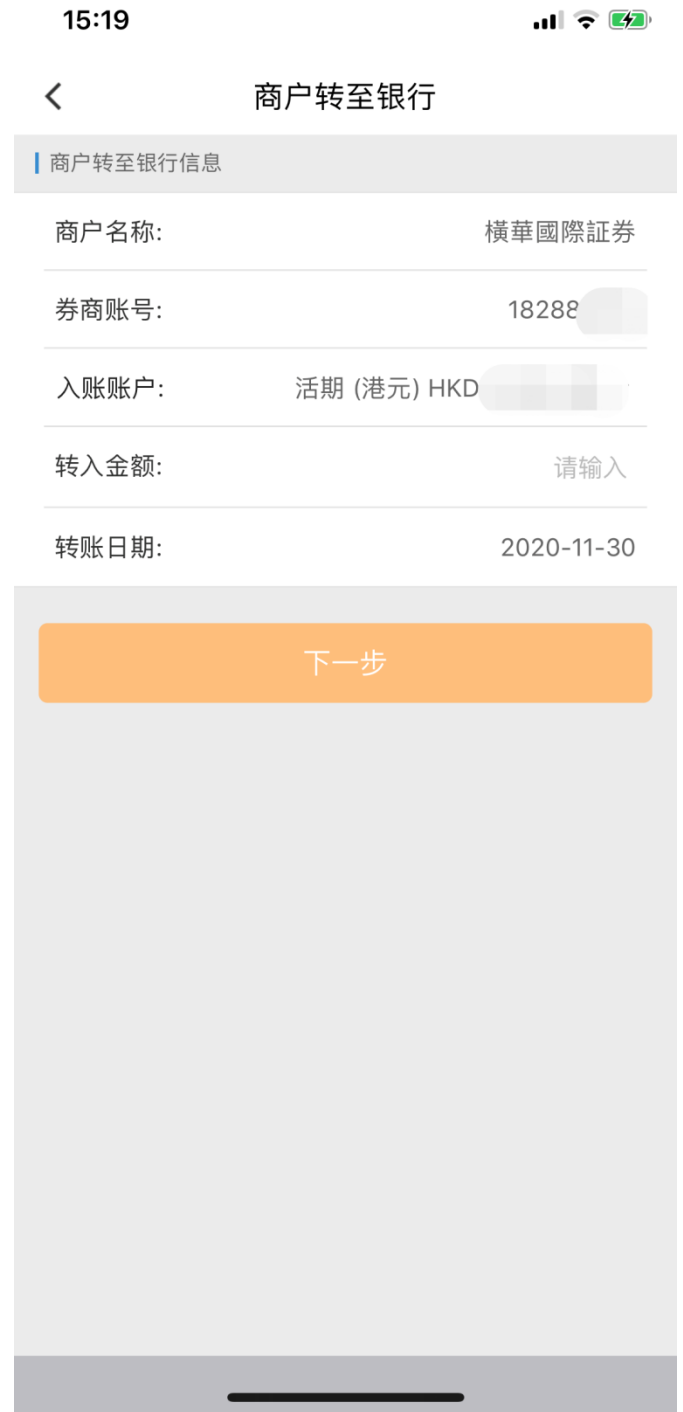 15:19
商户转至银行
商户转至银行信息
商户名称: 橫華國際証券
券商账号: 18288
入账账户: 活期 (港元) HKD
转入金额: 请输入
转账日期: 2020-11-30
下一步